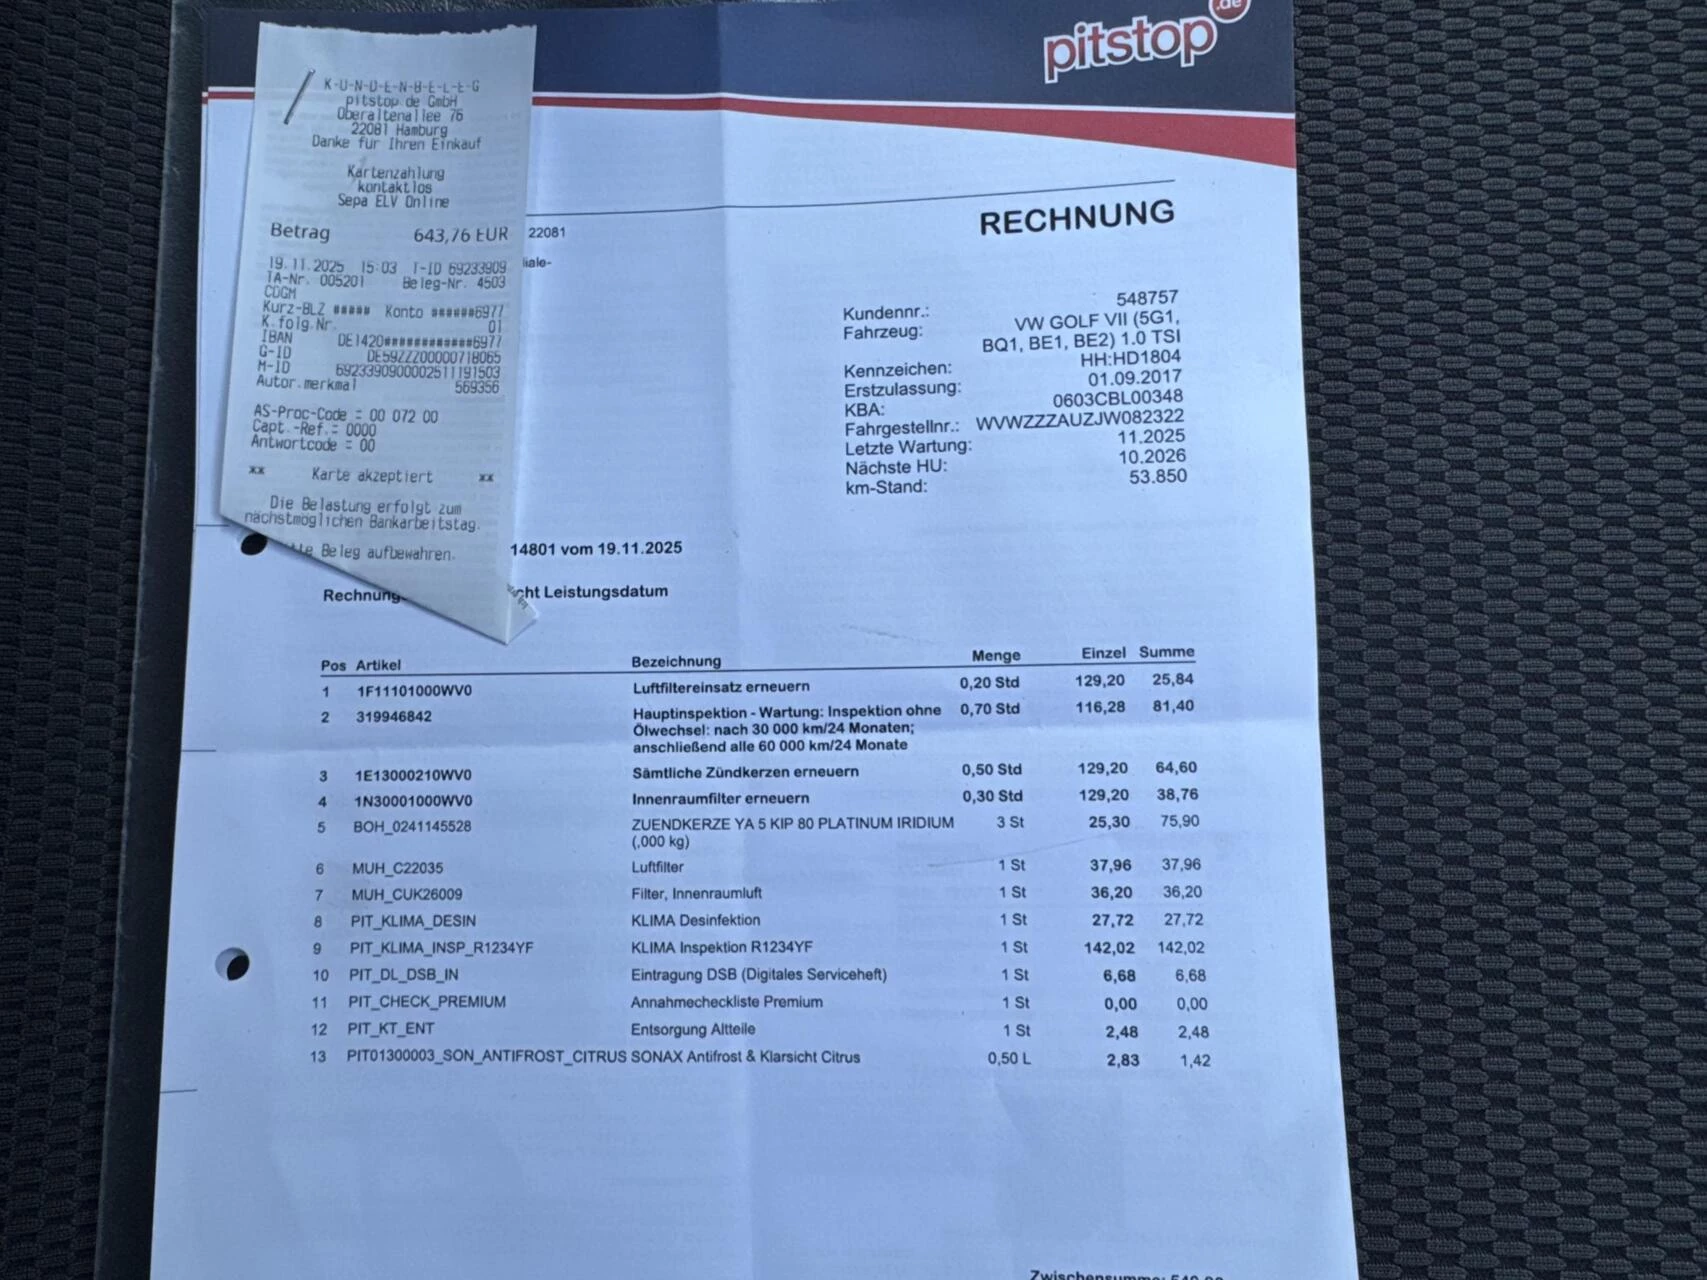 pitstop
.de
K-U-N-D-E-N-B-E-L-E-G
pitstop.de GmbH
Oberaltenallee 76
22081 Hamburg
Danke für Ihren Einkauf
Kartenzahlung
kontaktlos
Sepa ELV Online
Betrag 643,76 EUR
19.11.2025 15:03 T-ID 69233909
TA-Nr. 005201 Beleg-Nr. 4503
CDGM
Kurz-BLZ ##### Konto ######6977
K.folg.Nr. 01
IBAN DE1420############6977
G-ID DE59ZZZ00000718065
M-ID 6923390900002511191503
Autor.merkmal 569356
AS-Proc-Code = 00 072 00
Capt.-Ref.= 0000
Antwortcode = 00
** Karte akzeptiert **
Die Belastung erfolgt zum
nächstmöglichen Bankarbeitstag.
Beleg aufbewahren.
22081
RECHNUNG
Kundennr.: 548757
Fahrzeug: VW GOLF VII (5G1,
BQ1, BE1, BE2) 1.0 TSI
Kennzeichen: HH:HD1804
Erstzulassung: 01.09.2017
KBA: 0603CBL00348
Fahrgestellnr.: WVWZZZAUZJW082322
Letzte Wartung: 11.2025
Nächste HU: 10.2026
km-Stand: 53.850
14801 vom 19.11.2025
Rechnung cht Leistungsdatum
Pos Artikel Bezeichnung Menge Einzel Summe
1 1F11101000WV0 Luftfiltereinsatz erneuern 0,20 Std 129,20 25,84
2 319946842 Hauptinspektion - Wartung: Inspektion ohne 0,70 Std 116,28 81,40
Ölwechsel: nach 30 000 km/24 Monaten;
anschließend alle 60 000 km/24 Monate
3 1E13000210WV0 Sämtliche Zündkerzen erneuern 0,50 Std 129,20 64,60
4 1N30001000WV0 Innenraumfilter erneuern 0,30 Std 129,20 38,76
5 BOH_0241145528 ZUENDKERZE YA 5 KIP 80 PLATINUM IRIDIUM 3 St 25,30 75,90
(,000 kg)
6 MUH_C22035 Luftfilter 1 St 37,96 37,96
7 MUH_CUK26009 Filter, Innenraumluft 1 St 36,20 36,20
8 PIT_KLIMA_DESIN KLIMA Desinfektion 1 St 27,72 27,72
9 PIT_KLIMA_INSP_R1234YF KLIMA Inspektion R1234YF 1 St 142,02 142,02
10 PIT_DL_DSB_IN Eintragung DSB (Digitales Serviceheft) 1 St 6,68 6,68
11 PIT_CHECK_PREMIUM Annahmecheckliste Premium 1 St 0,00 0,00
12 PIT_KT_ENT Entsorgung Altteile 1 St 2,48 2,48
13 PIT01300003_SON_ANTIFROST_CITRUS SONAX Antifrost & Klarsicht Citrus 0,50 L 2,83 1,42
Zwischensumme: